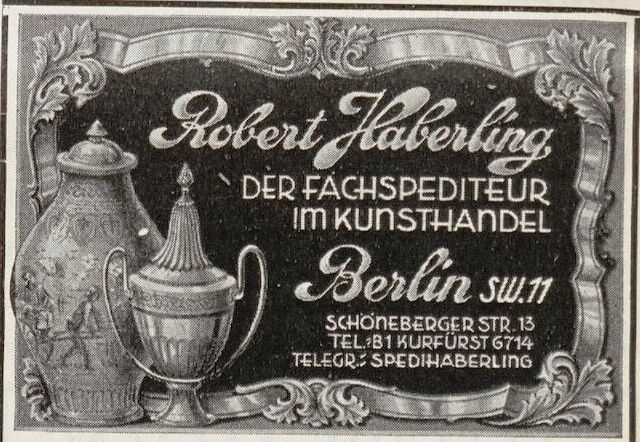 Robert Haberling
DER FACHSPEDITEUR
IM KUNSTHANDEL
Berlin SW.11
SCHÖNEBERGER STR. 13
TEL.: B1 KURFÜRST 6714
TELEGR.: SPEDIHABERLING